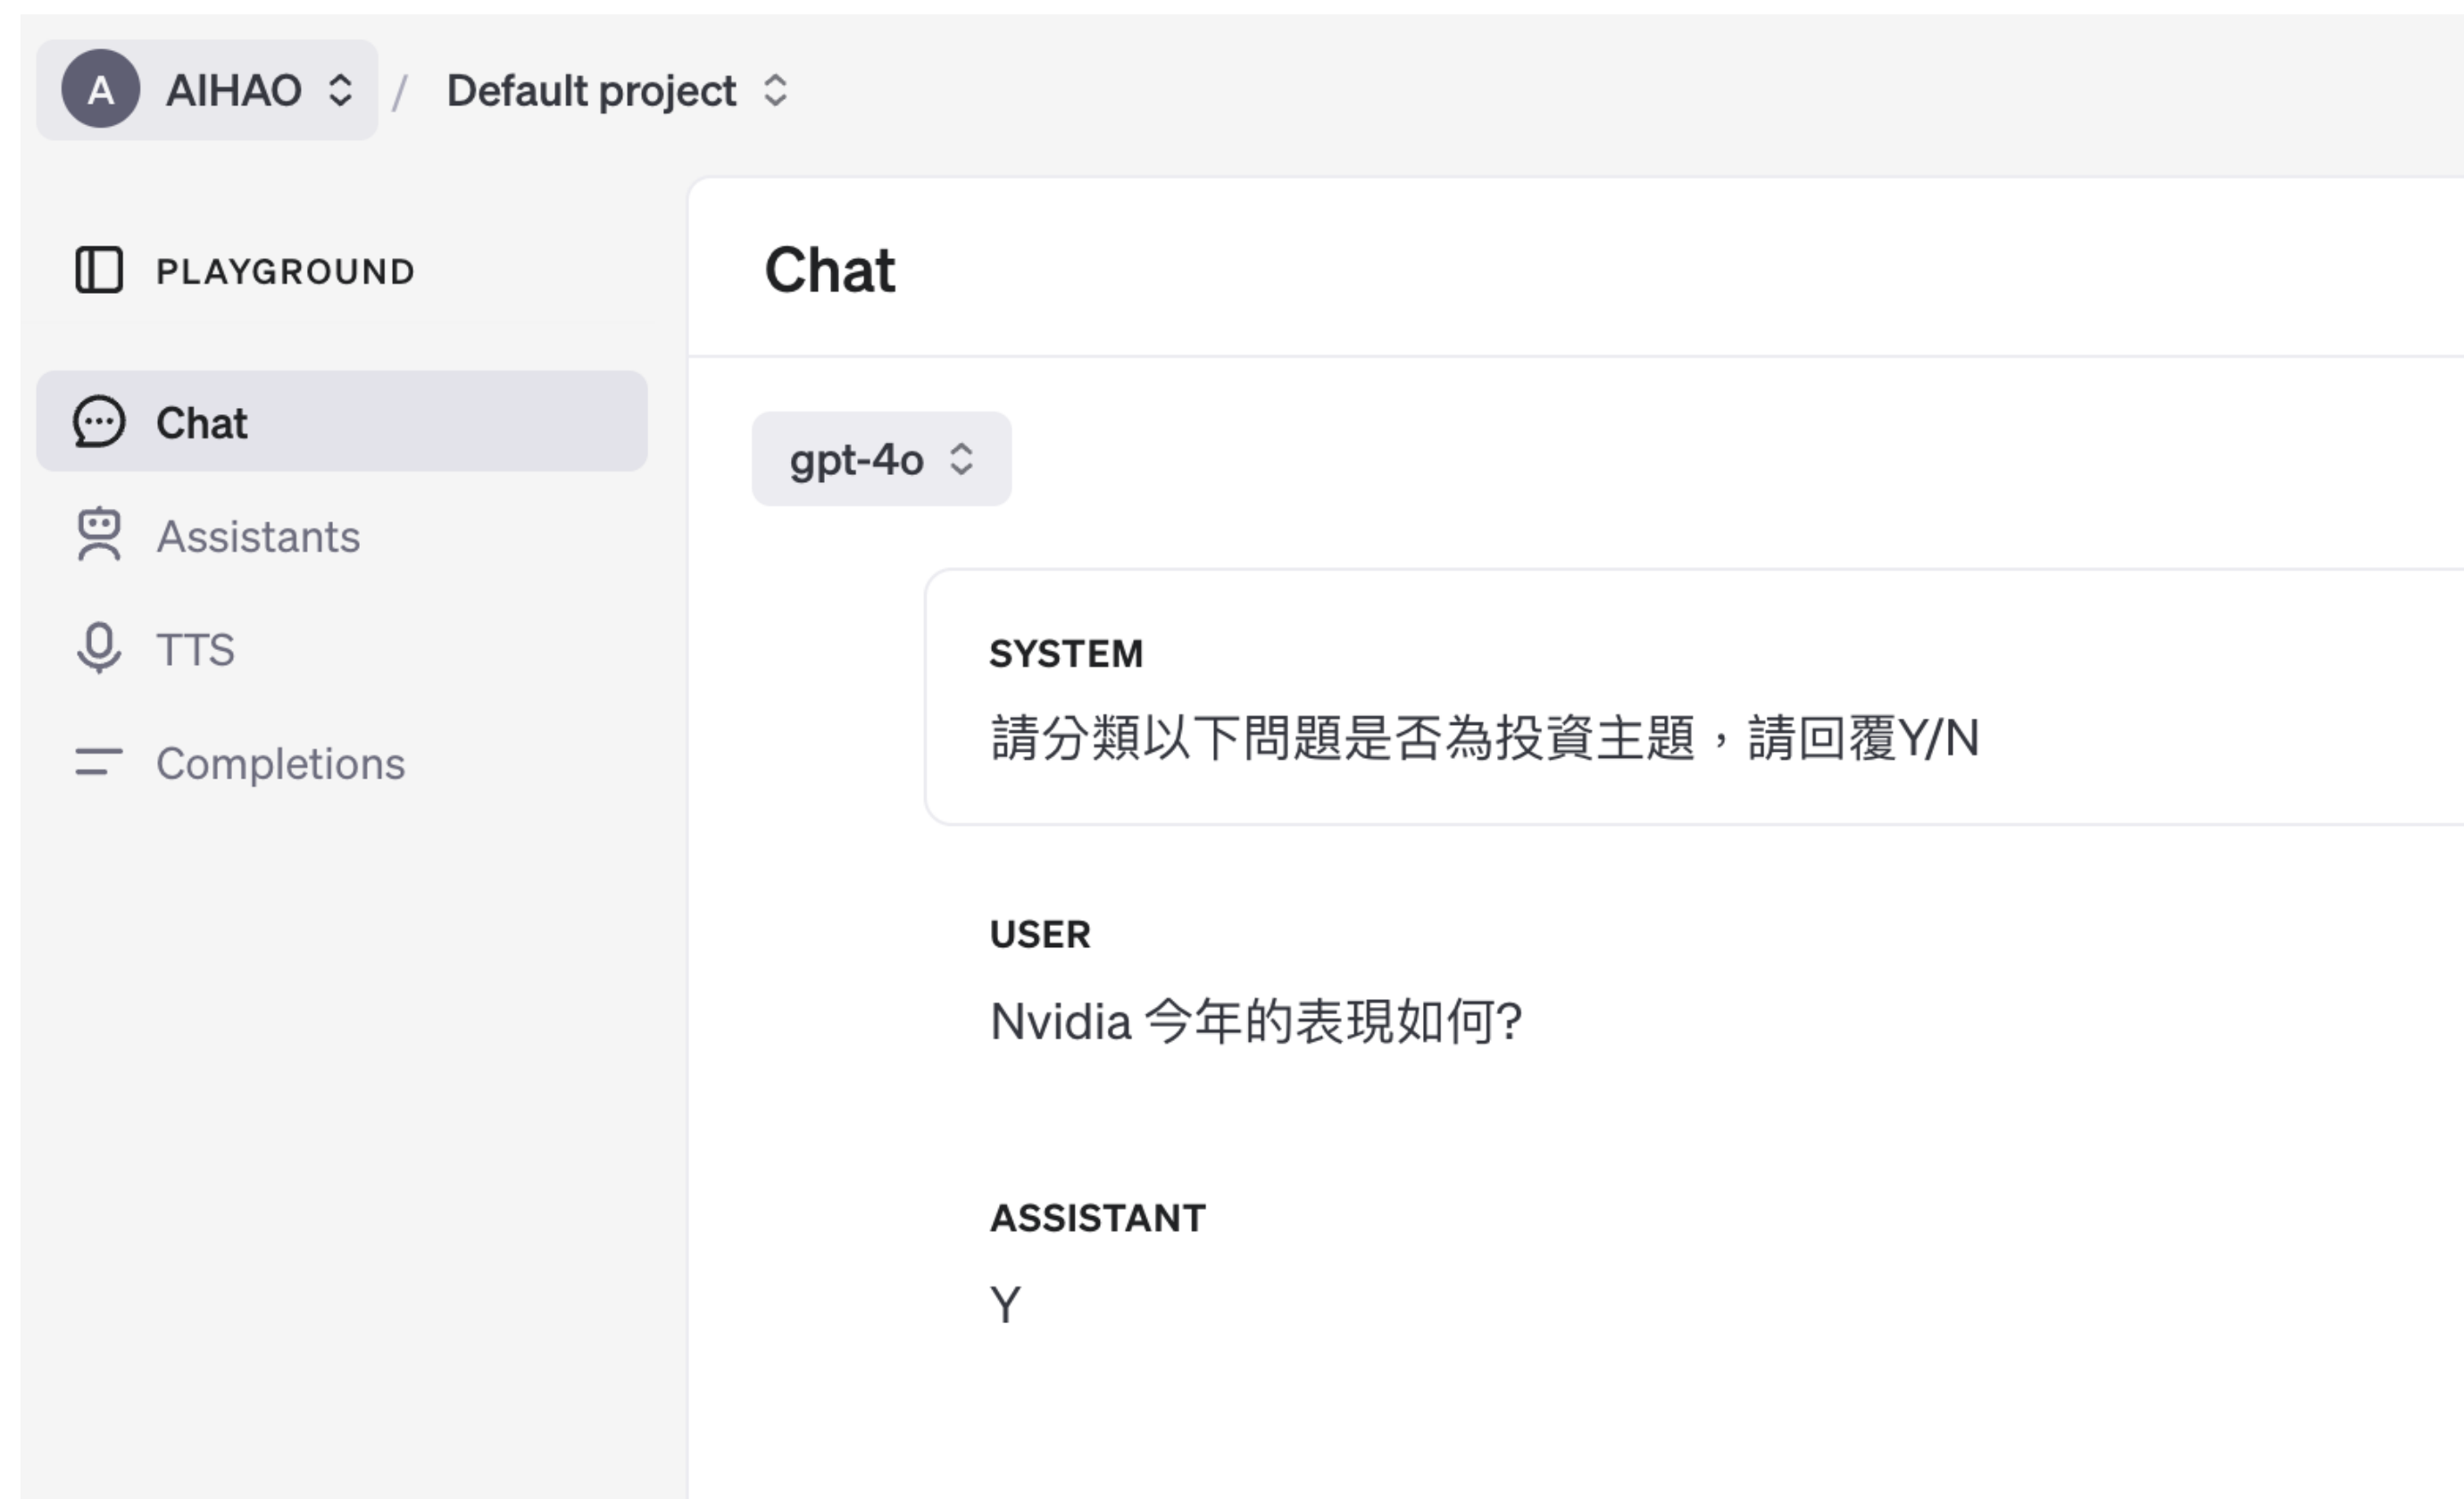 A AIHAO / Default project
PLAYGROUND
Chat
Assistants
TTS
Completions
Chat
gpt-4o
SYSTEM
請分類以下問題是否為投資主題，請回覆Y/N
USER
Nvidia 今年的表現如何?
ASSISTANT
Y